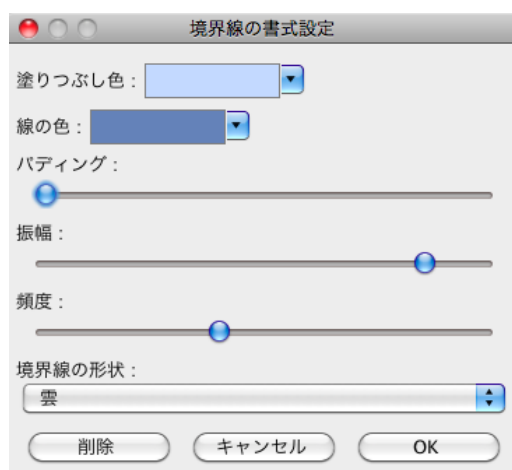 境界線の書式設定
塗りつぶし色 :
線の色 :
パディング :
振幅 :
頻度 :
境界線の形状 :
雲
削除 キャンセル OK